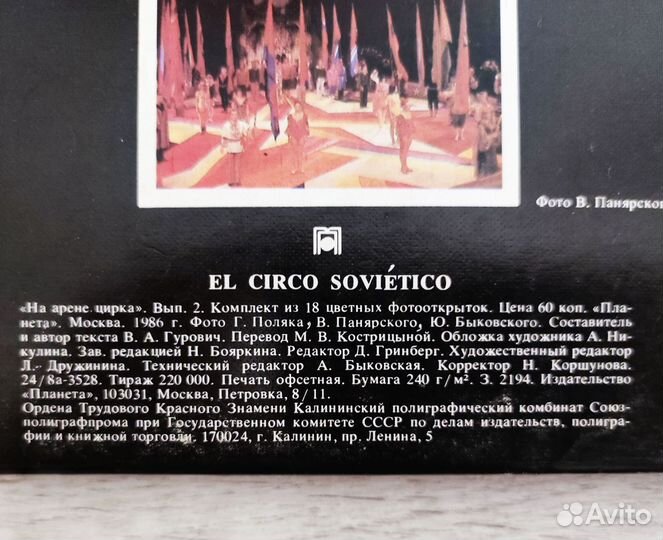 Фото В. Панярског
EL CIRCO SOVIÉTICO
«На арене цирка». Вып. 2. Комплект из 18 цветных фотооткрыток. Цена 60 коп. «Пла-
нета». Москва. 1986 г. Фото Г. Поляка, В. Панярского, Ю. Быковского. Составитель
и автор текста В. А. Гурович. Перевод М. В. Кострицыной. Обложка художника А. Ни-
кулина. Зав. редакцией Н. Бояркина. Редактор Д. Гринберг. Художественный редактор
Л. Дружинина. Технический редактор А. Быковская. Корректор Н. Коршунова.
24/8а-3528. Тираж 220 000. Печать офсетная. Бумага 240 г/м². З. 2194. Издательство
«Планета», 103031, Москва, Петровка, 8/11.
Ордена Трудового Красного Знамени Калининский полиграфический комбинат Союз-
полиграфпрома при Государственном комитете СССР по делам издательств, полигра-
фии и книжной торговли. 170024, г. Калинин, пр. Ленина, 5
Avito